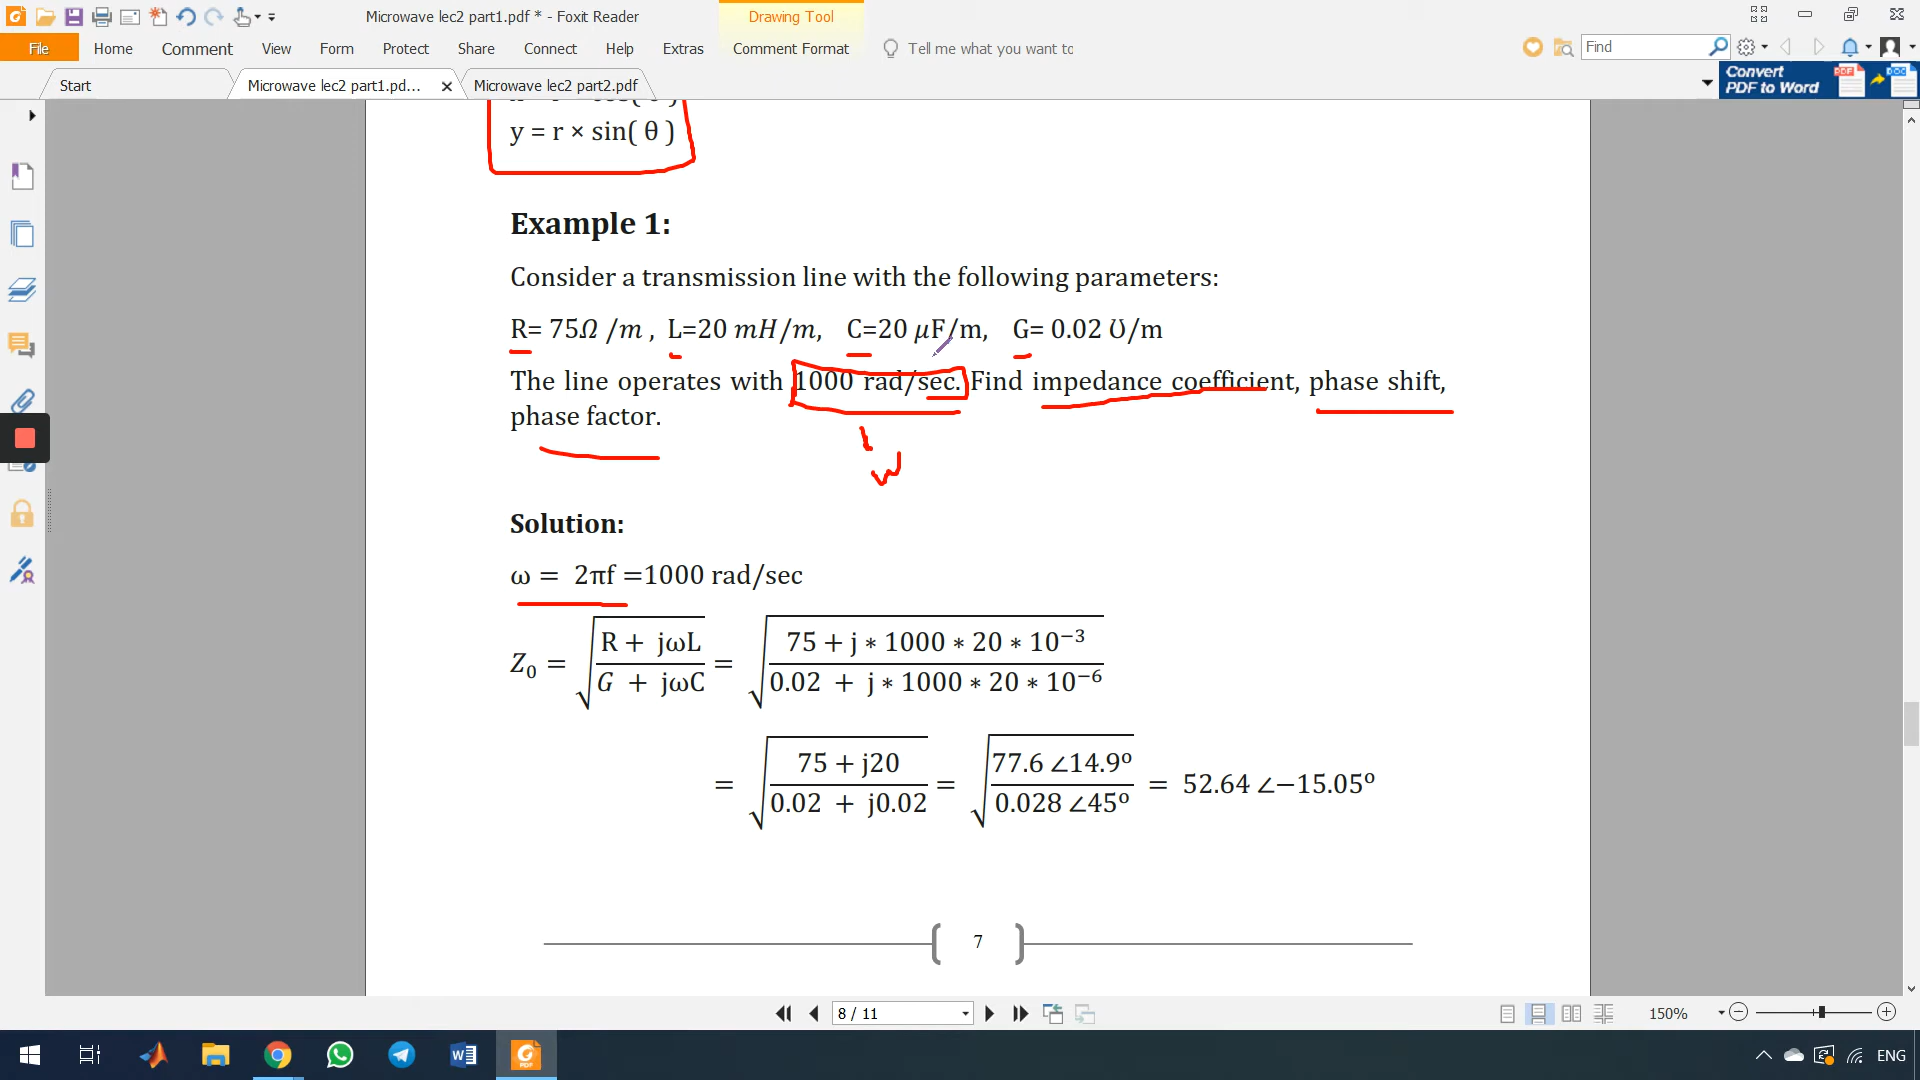 Microwave lec2 part1.pdf * - Foxit Reader
Drawing Tool
File Home Comment View Form Protect Share Connect Help Extras Comment Format Tell me what you want to
Find
Start
Microwave lec2 part1.pd...
Microwave lec2 part2.pdf
Convert
PDF to Word
y = r × sin( θ )
Example 1:
Consider a transmission line with the following parameters:
R= 75Ω /m , L=20 mH/m, C=20 μF/m, G= 0.02 ℧/m
The line operates with 1000 rad/sec. Find impedance coefficient, phase shift,
phase factor.
w
Solution:
ω = 2πf =1000 rad/sec
Z₀ = √((R + jωL)/(G + jωC)) = √((75 + j ∗ 1000 ∗ 20 ∗ 10⁻³)/(0.02 + j ∗ 1000 ∗ 20 ∗ 10⁻⁶))
= √((75 + j20)/(0.02 + j0.02)) = √((77.6 ∠14.9º)/(0.028 ∠45º)) = 52.64 ∠−15.05º
7
8 / 11
150%
ENG